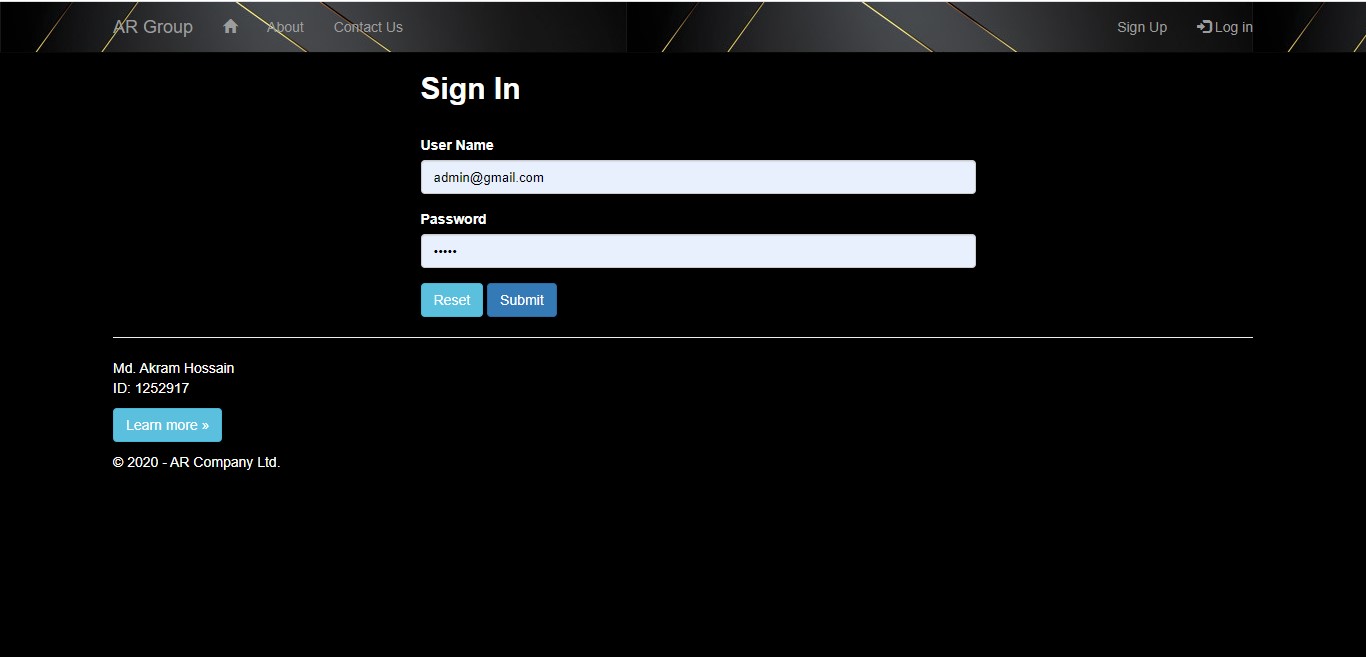 AR Group About Contact Us Sign Up Log in
Sign In
User Name
admin@gmail.com
Password
•••••
Reset Submit
Md. Akram Hossain
ID: 1252917
Learn more »
© 2020 - AR Company Ltd.